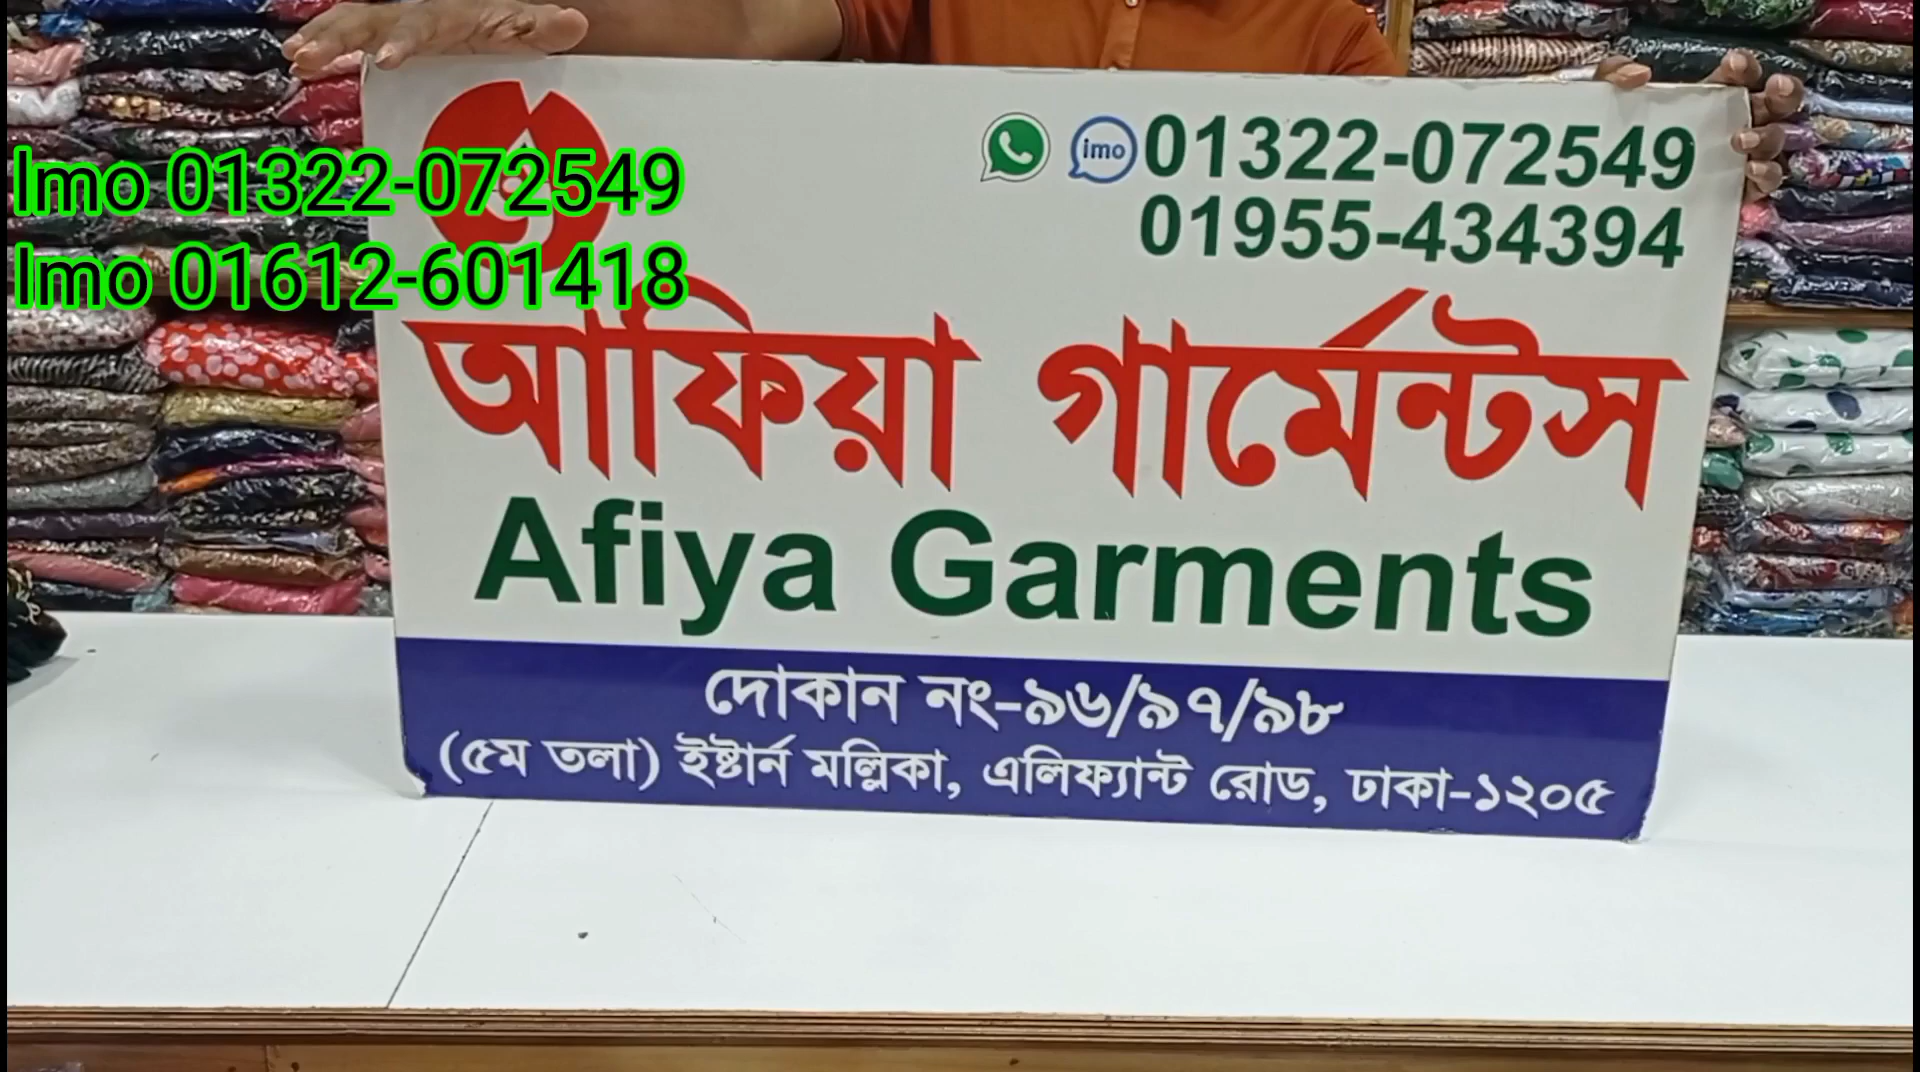 Imo 01322-072549
Imo 01612-601418
imo 01322-072549
01955-434394
আফিয়া গার্মেন্টস
Afiya Garments
দোকান নং-৯৬/৯৭/৯৮
(৫ম তলা) ইষ্টার্ন মল্লিকা, এলিফ্যান্ট রোড, ঢাকা-১২০৫